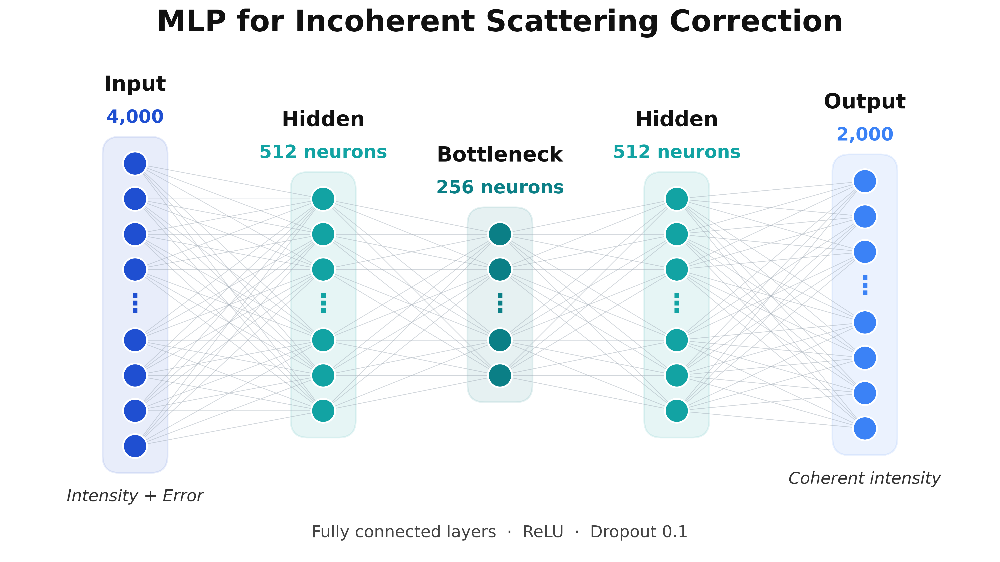 MLP for Incoherent Scattering Correction
Input
4,000
Hidden
512 neurons
Bottleneck
256 neurons
Hidden
512 neurons
Output
2,000
Intensity + Error
Coherent intensity
Fully connected layers · ReLU · Dropout 0.1